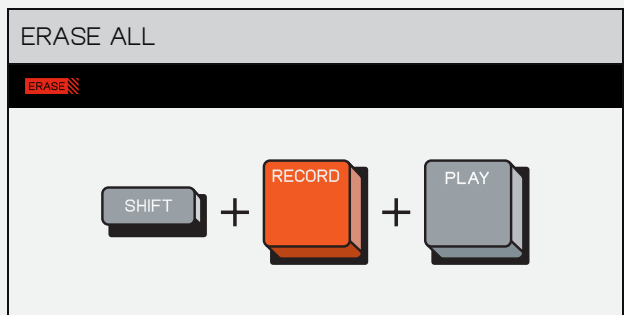 ERASE ALL
ERASE
SHIFT + RECORD + PLAY